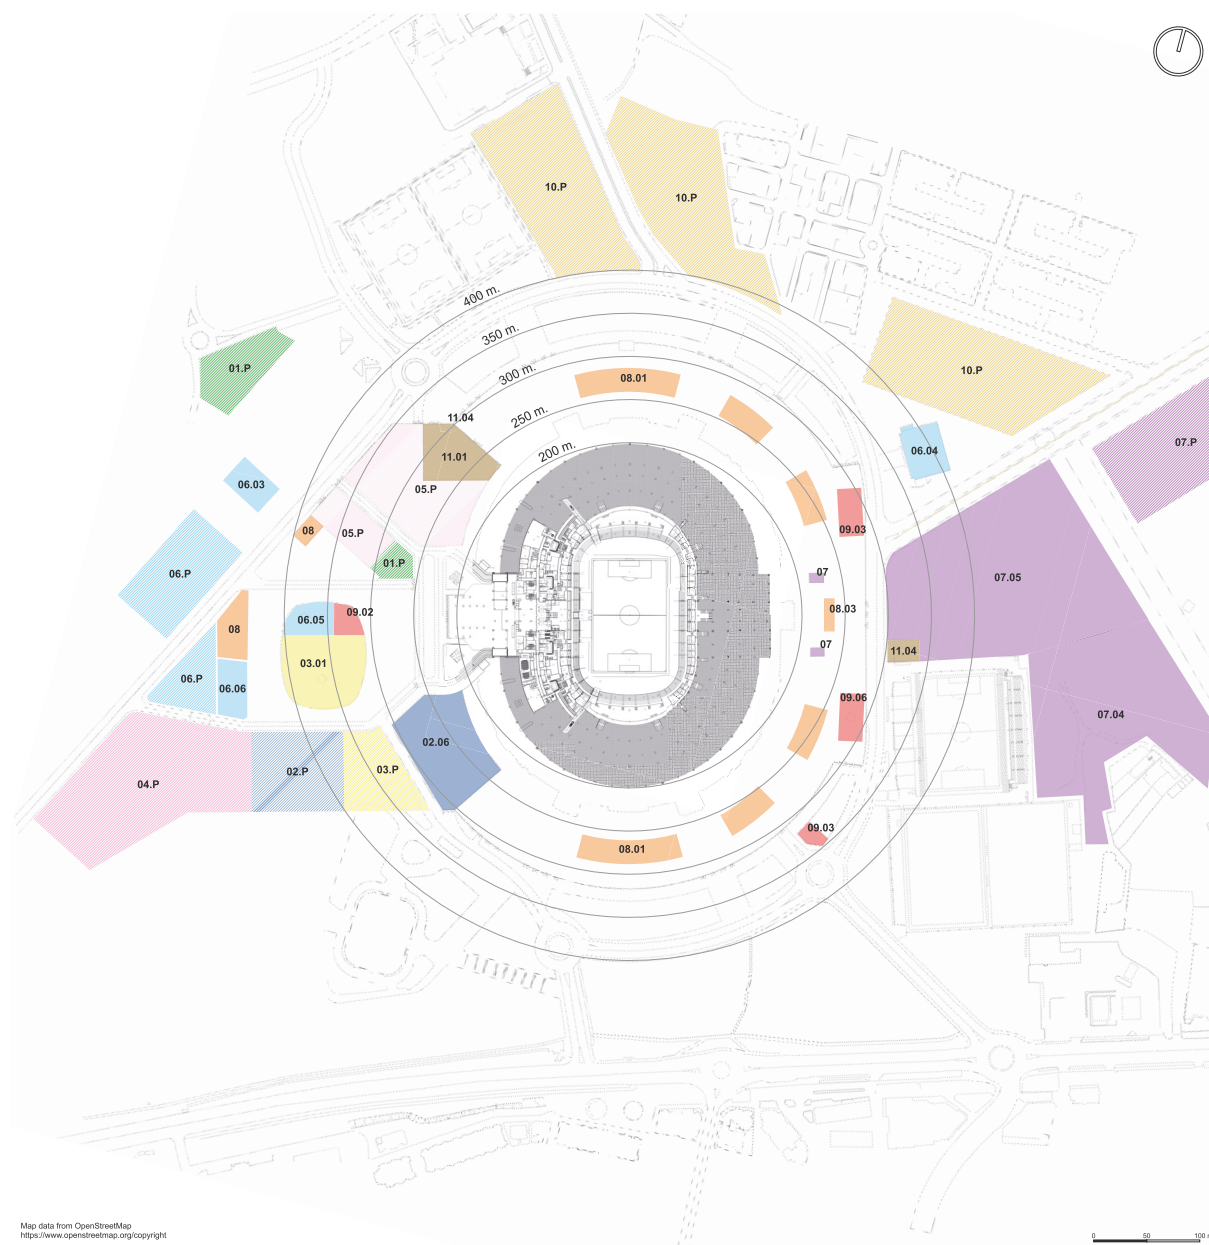 10.P
10.P
400 m.
350 m.
01.P
300 m.
08.01
10.P
250 m.
11.04
07.P
200 m.
06.04
11.01
06.03
05.P
08
05.P
09.03
01.P
06.P
07
07.05
08.03
06.05
09.02
08
07
11.04
03.01
06.P
06.06
09.06
07.04
02.06
02.P
03.P
04.P
09.03
08.01
Map data from OpenStreetMap
https://www.openstreetmap.org/copyright
0 50 100